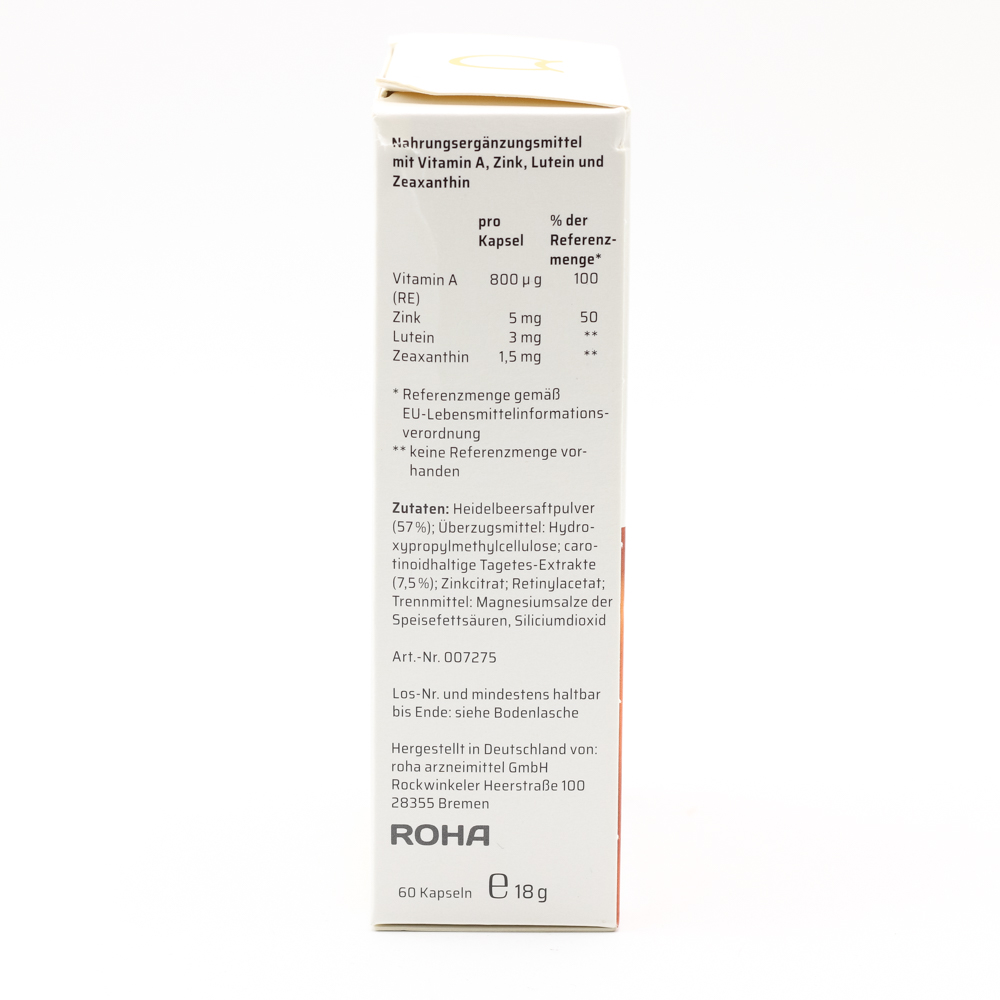 Nahrungsergänzungsmittel
mit Vitamin A, Zink, Lutein und
Zeaxanthin
pro % der
Kapsel Referenz-
menge*
Vitamin A 800 µg 100
(RE)
Zink 5 mg 50
Lutein 3 mg **
Zeaxanthin 1,5 mg **
* Referenzmenge gemäß
EU-Lebensmittelinformations-
verordnung
** keine Referenzmenge vor-
handen
Zutaten: Heidelbeersaftpulver
(57%); Überzugsmittel: Hydro-
xypropylmethylcellulose; caro-
tinoidhaltige Tagetes-Extrakte
(7,5%); Zinkcitrat; Retinylacetat;
Trennmittel: Magnesiumsalze der
Speisefettsäuren, Siliciumdioxid
Art.-Nr. 007275
Los-Nr. und mindestens haltbar
bis Ende: siehe Bodenlasche
Hergestellt in Deutschland von:
roha arzneimittel GmbH
Rockwinkeler Heerstraße 100
28355 Bremen
ROHA
60 Kapseln ℮ 18 g